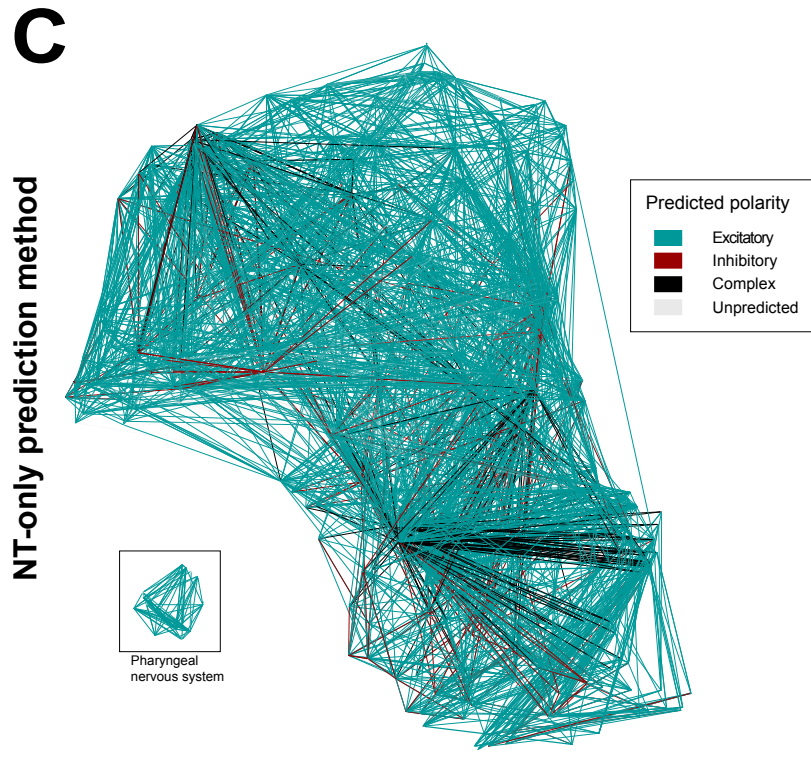 C
NT-only prediction method
Predicted polarity
Excitatory
Inhibitory
Complex
Unpredicted
Pharyngeal
nervous system